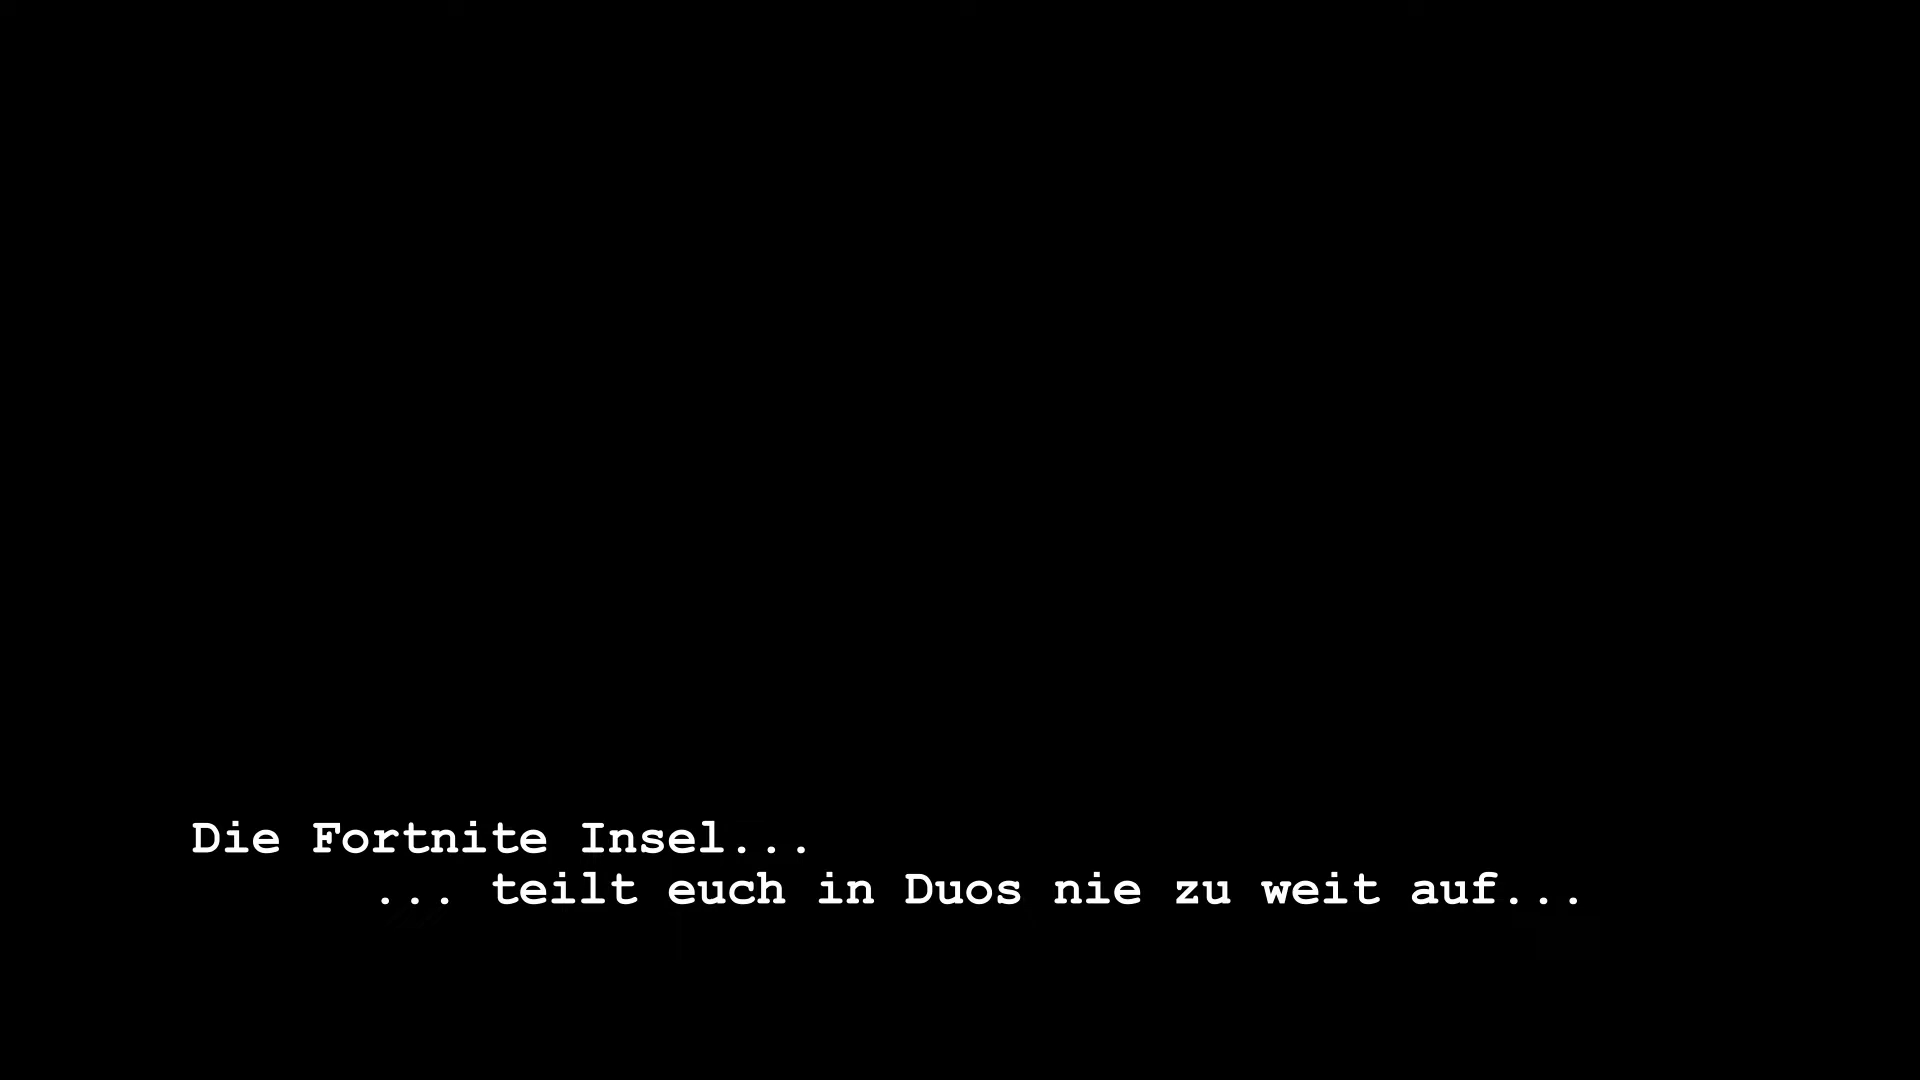 Die Fortnite Insel...
... teilt euch in Duos nie zu weit auf...